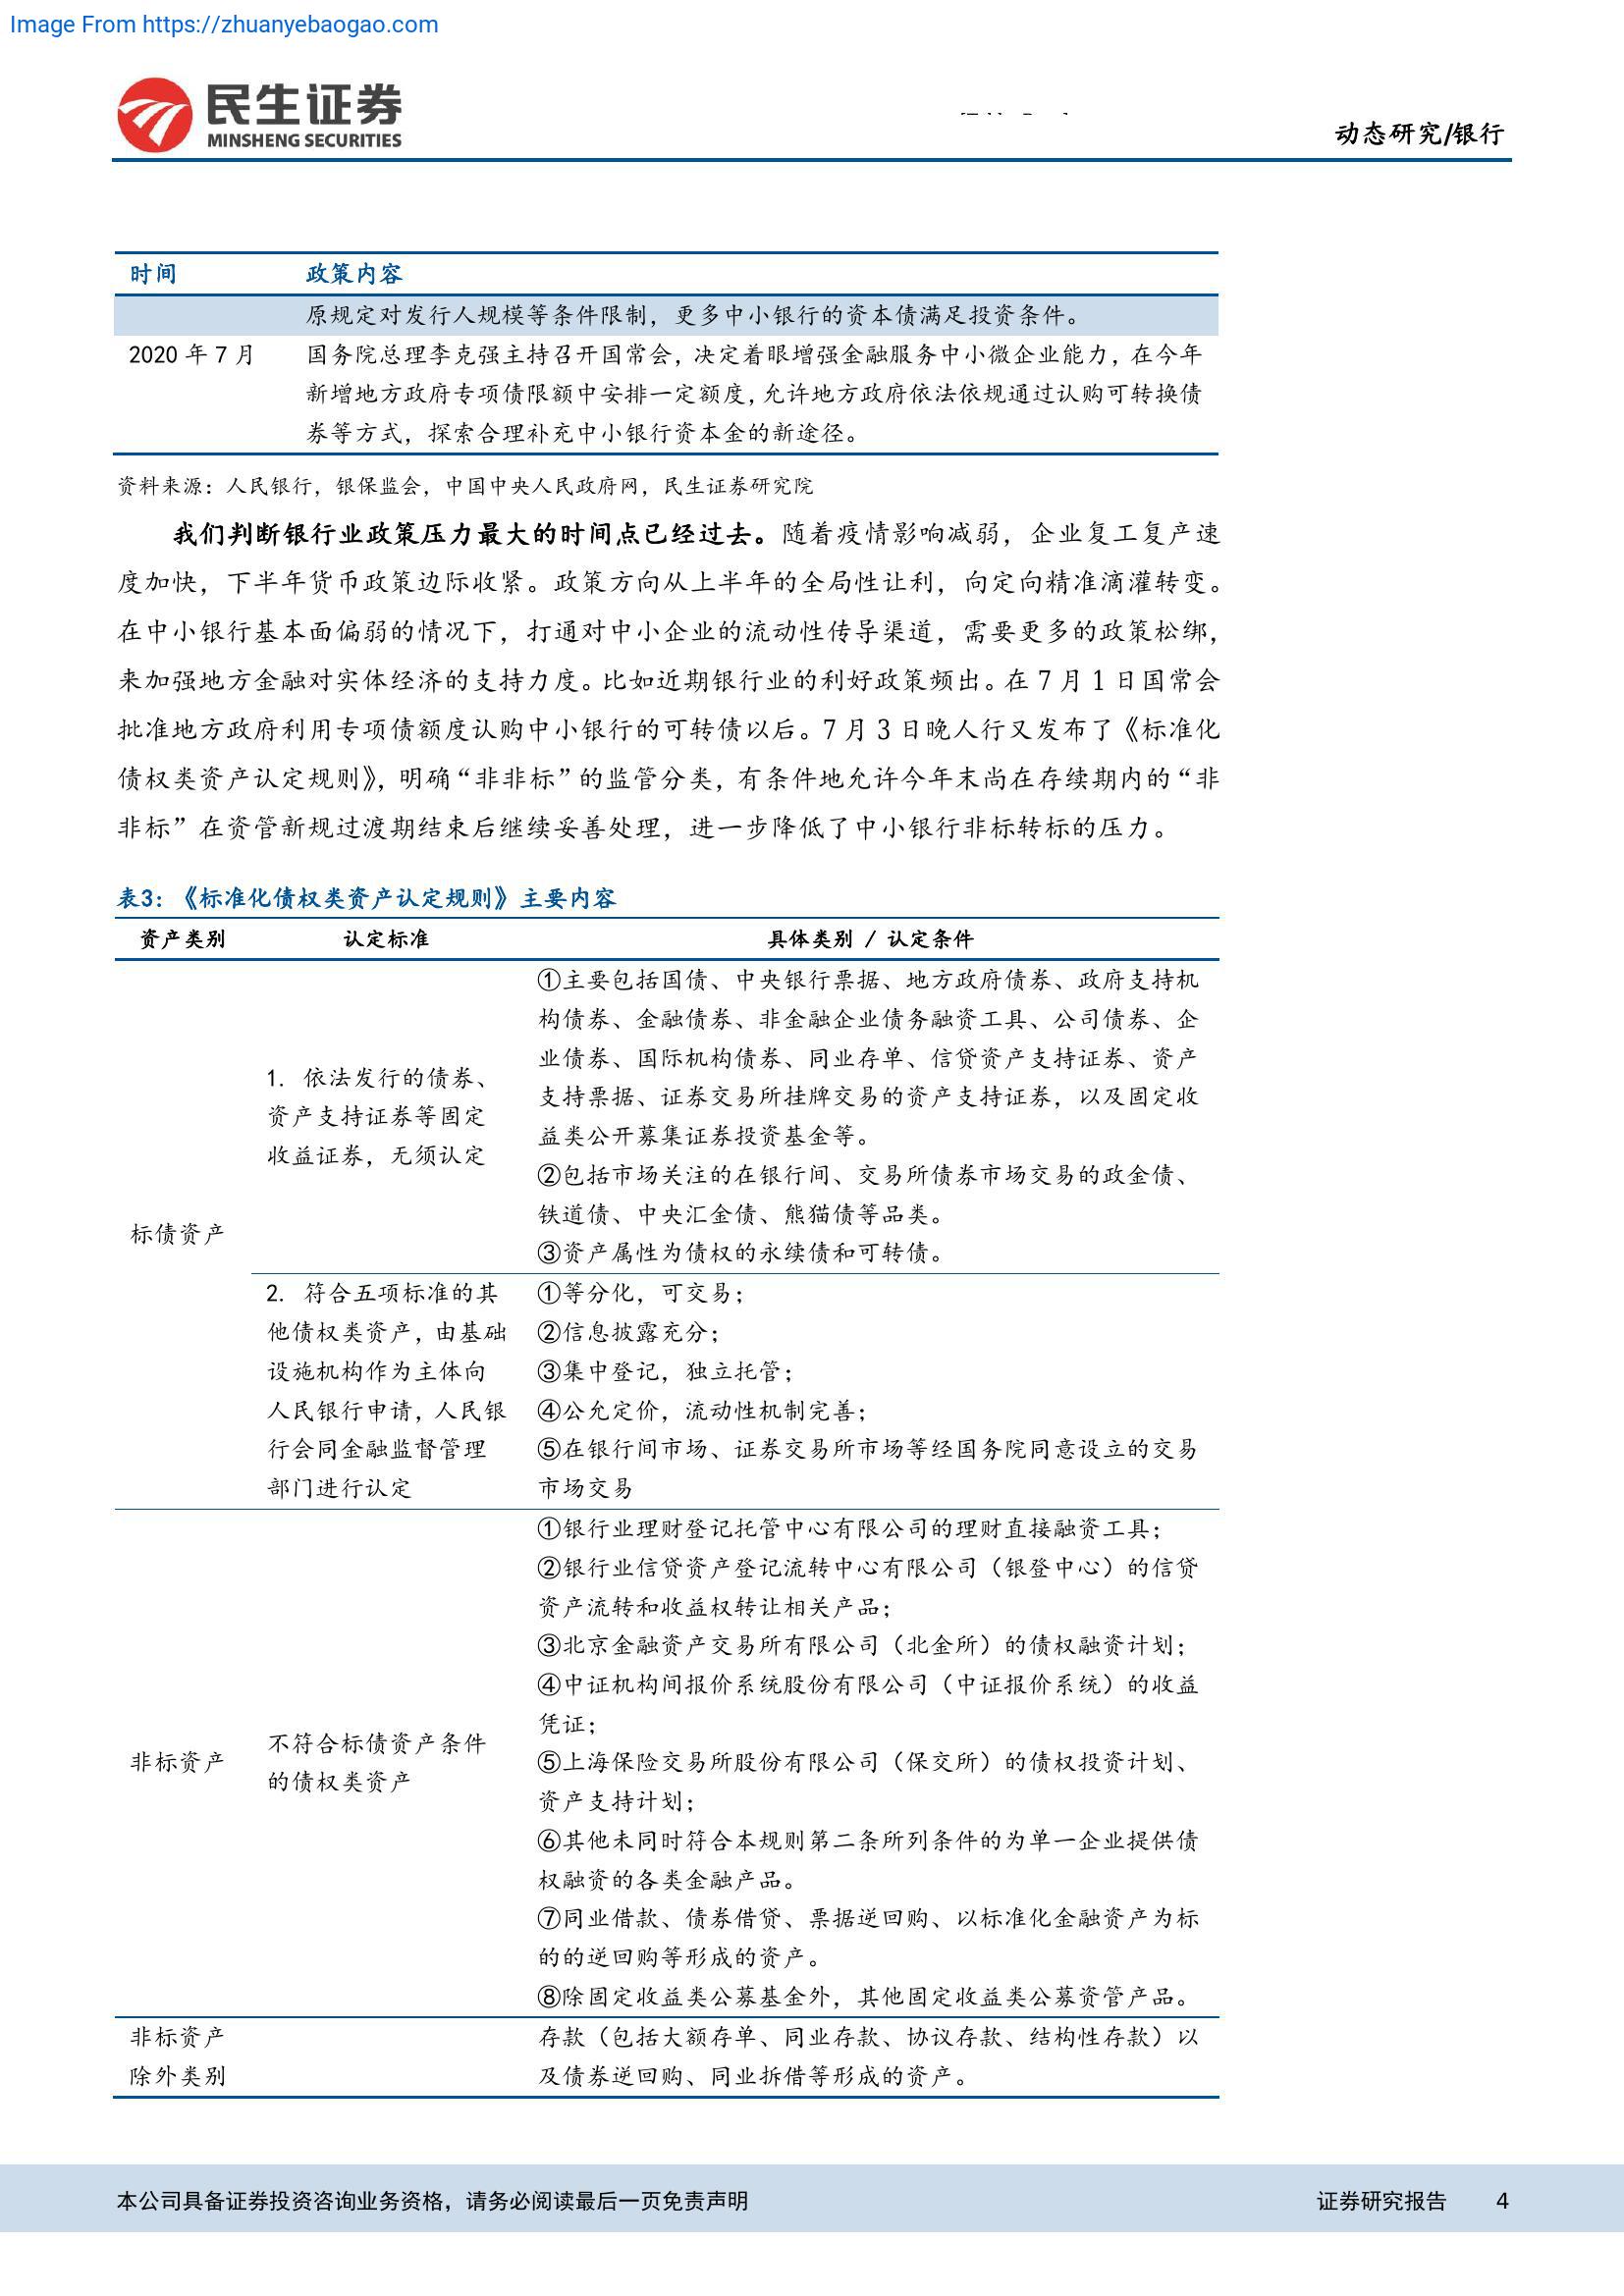 Image From https://zhuanyebaogao.com
民生证券
MINSHENG SECURITIES
动态研究/银行
时间 政策内容
原规定对发行人规模等条件限制，更多中小银行的资本债满足投资条件。
2020 年 7 月 国务院总理李克强主持召开国常会，决定着眼增强金融服务中小微企业能力，在今年
新增地方政府专项债限额中安排一定额度，允许地方政府依法依规通过认购可转换债
券等方式，探索合理补充中小银行资本金的新途径。
资料来源：人民银行，银保监会，中国中央人民政府网，民生证券研究院
我们判断银行业政策压力最大的时间点已经过去。随着疫情影响减弱，企业复工复产速
度加快，下半年货币政策边际收紧。政策方向从上半年的全局性让利，向定向精准滴灌转变。
在中小银行基本面偏弱的情况下，打通对中小企业的流动性传导渠道，需要更多的政策松绑，
来加强地方金融对实体经济的支持力度。比如近期银行业的利好政策频出。在 7 月 1 日国常会
批准地方政府利用专项债额度认购中小银行的可转债以后。7 月 3 日晚人行又发布了《标准化
债权类资产认定规则》，明确“非非标”的监管分类，有条件地允许今年末尚在存续期内的“非
非标”在资管新规过渡期结束后继续妥善处理，进一步降低了中小银行非标转标的压力。
表3：《标准化债权类资产认定规则》主要内容
资产类别 认定标准 具体类别 / 认定条件
标债资产
1. 依法发行的债券、
资产支持证券等固定
收益证券，无须认定
①主要包括国债、中央银行票据、地方政府债券、政府支持机
构债券、金融债券、非金融企业债务融资工具、公司债券、企
业债券、国际机构债券、同业存单、信贷资产支持证券、资产
支持票据、证券交易所挂牌交易的资产支持证券，以及固定收
益类公开募集证券投资基金等。
②包括市场关注的在银行间、交易所债券市场交易的政金债、
铁道债、中央汇金债、熊猫债等品类。
③资产属性为债权的永续债和可转债。
2. 符合五项标准的其
他债权类资产，由基础
设施机构作为主体向
人民银行申请，人民银
行会同金融监督管理
部门进行认定
①等分化，可交易；
②信息披露充分；
③集中登记，独立托管；
④公允定价，流动性机制完善；
⑤在银行间市场、证券交易所市场等经国务院同意设立的交易
市场交易
非标资产
不符合标债资产条件
的债权类资产
①银行业理财登记托管中心有限公司的理财直接融资工具；
②银行业信贷资产登记流转中心有限公司（银登中心）的信贷
资产流转和收益权转让相关产品；
③北京金融资产交易所有限公司（北金所）的债权融资计划；
④中证机构间报价系统股份有限公司（中证报价系统）的收益
凭证；
⑤上海保险交易所股份有限公司（保交所）的债权投资计划、
资产支持计划；
⑥其他未同时符合本规则第二条所列条件的为单一企业提供债
权融资的各类金融产品。
⑦同业借款、债券借贷、票据逆回购、以标准化金融资产为标
的的逆回购等形成的资产。
⑧除固定收益类公募基金外，其他固定收益类公募资管产品。
非标资产
除外类别
存款（包括大额存单、同业存款、协议存款、结构性存款）以
及债券逆回购、同业拆借等形成的资产。
本公司具备证券投资咨询业务资格，请务必阅读最后一页免责声明 证券研究报告 4